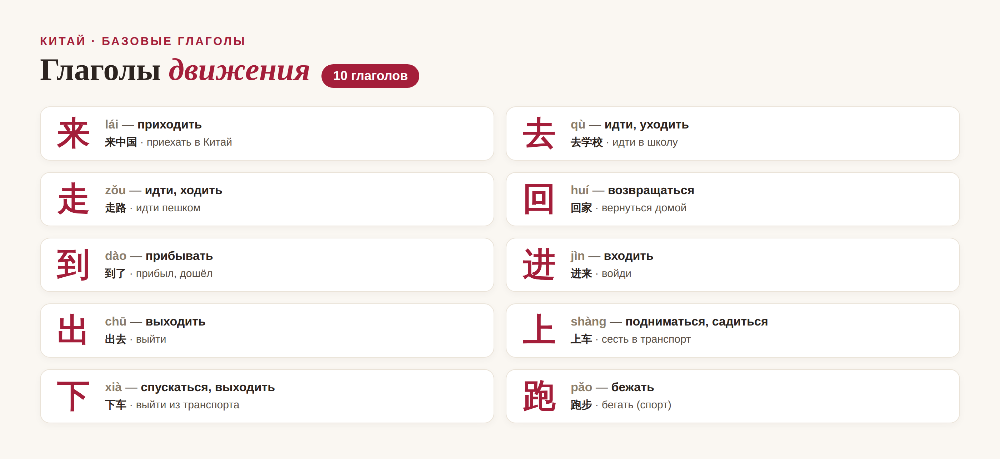 КИТАЙ · БАЗОВЫЕ ГЛАГОЛЫ
Глаголы движения
10 глаголов
来
lái — приходить
来中国 · приехать в Китай
去
qù — идти, уходить
去学校 · идти в школу
走
zǒu — идти, ходить
走路 · идти пешком
回
huí — возвращаться
回家 · вернуться домой
到
dào — прибывать
到了 · прибыл, дошёл
进
jìn — входить
进来 · войди
出
chū — выходить
出去 · выйти
上
shàng — подниматься, садиться
上车 · сесть в транспорт
下
xià — спускаться, выходить
下车 · выйти из транспорта
跑
pǎo — бежать
跑步 · бегать (спорт)